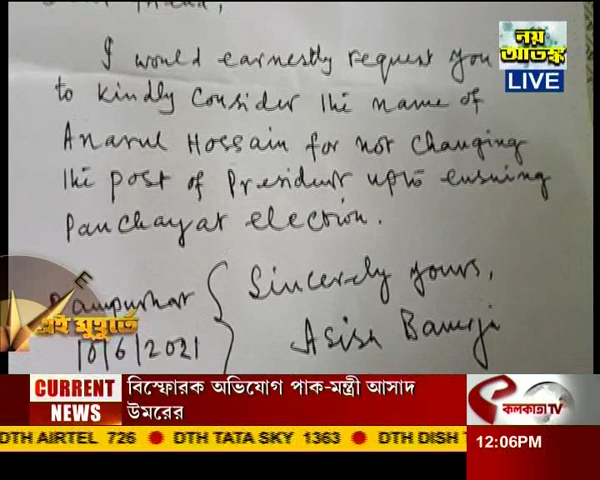 I would earnestly request you
to kindly consider the name of
Anarul Hossain for not changing
the post of President upto ensuing
Panchayat election.
Sincerely yours,
Rampurhat
10/6/2021
Asish Banerji
নয়
আতঙ্ক
LIVE
এই মুহূর্তে
CURRENT
NEWS
বিস্ফোরক অভিযোগ পাক-মন্ত্রী আসাদ
উমরের
কলকাতা TV
DTH AIRTEL 726 DTH TATA SKY 1363 DTH DISH T
12:06PM